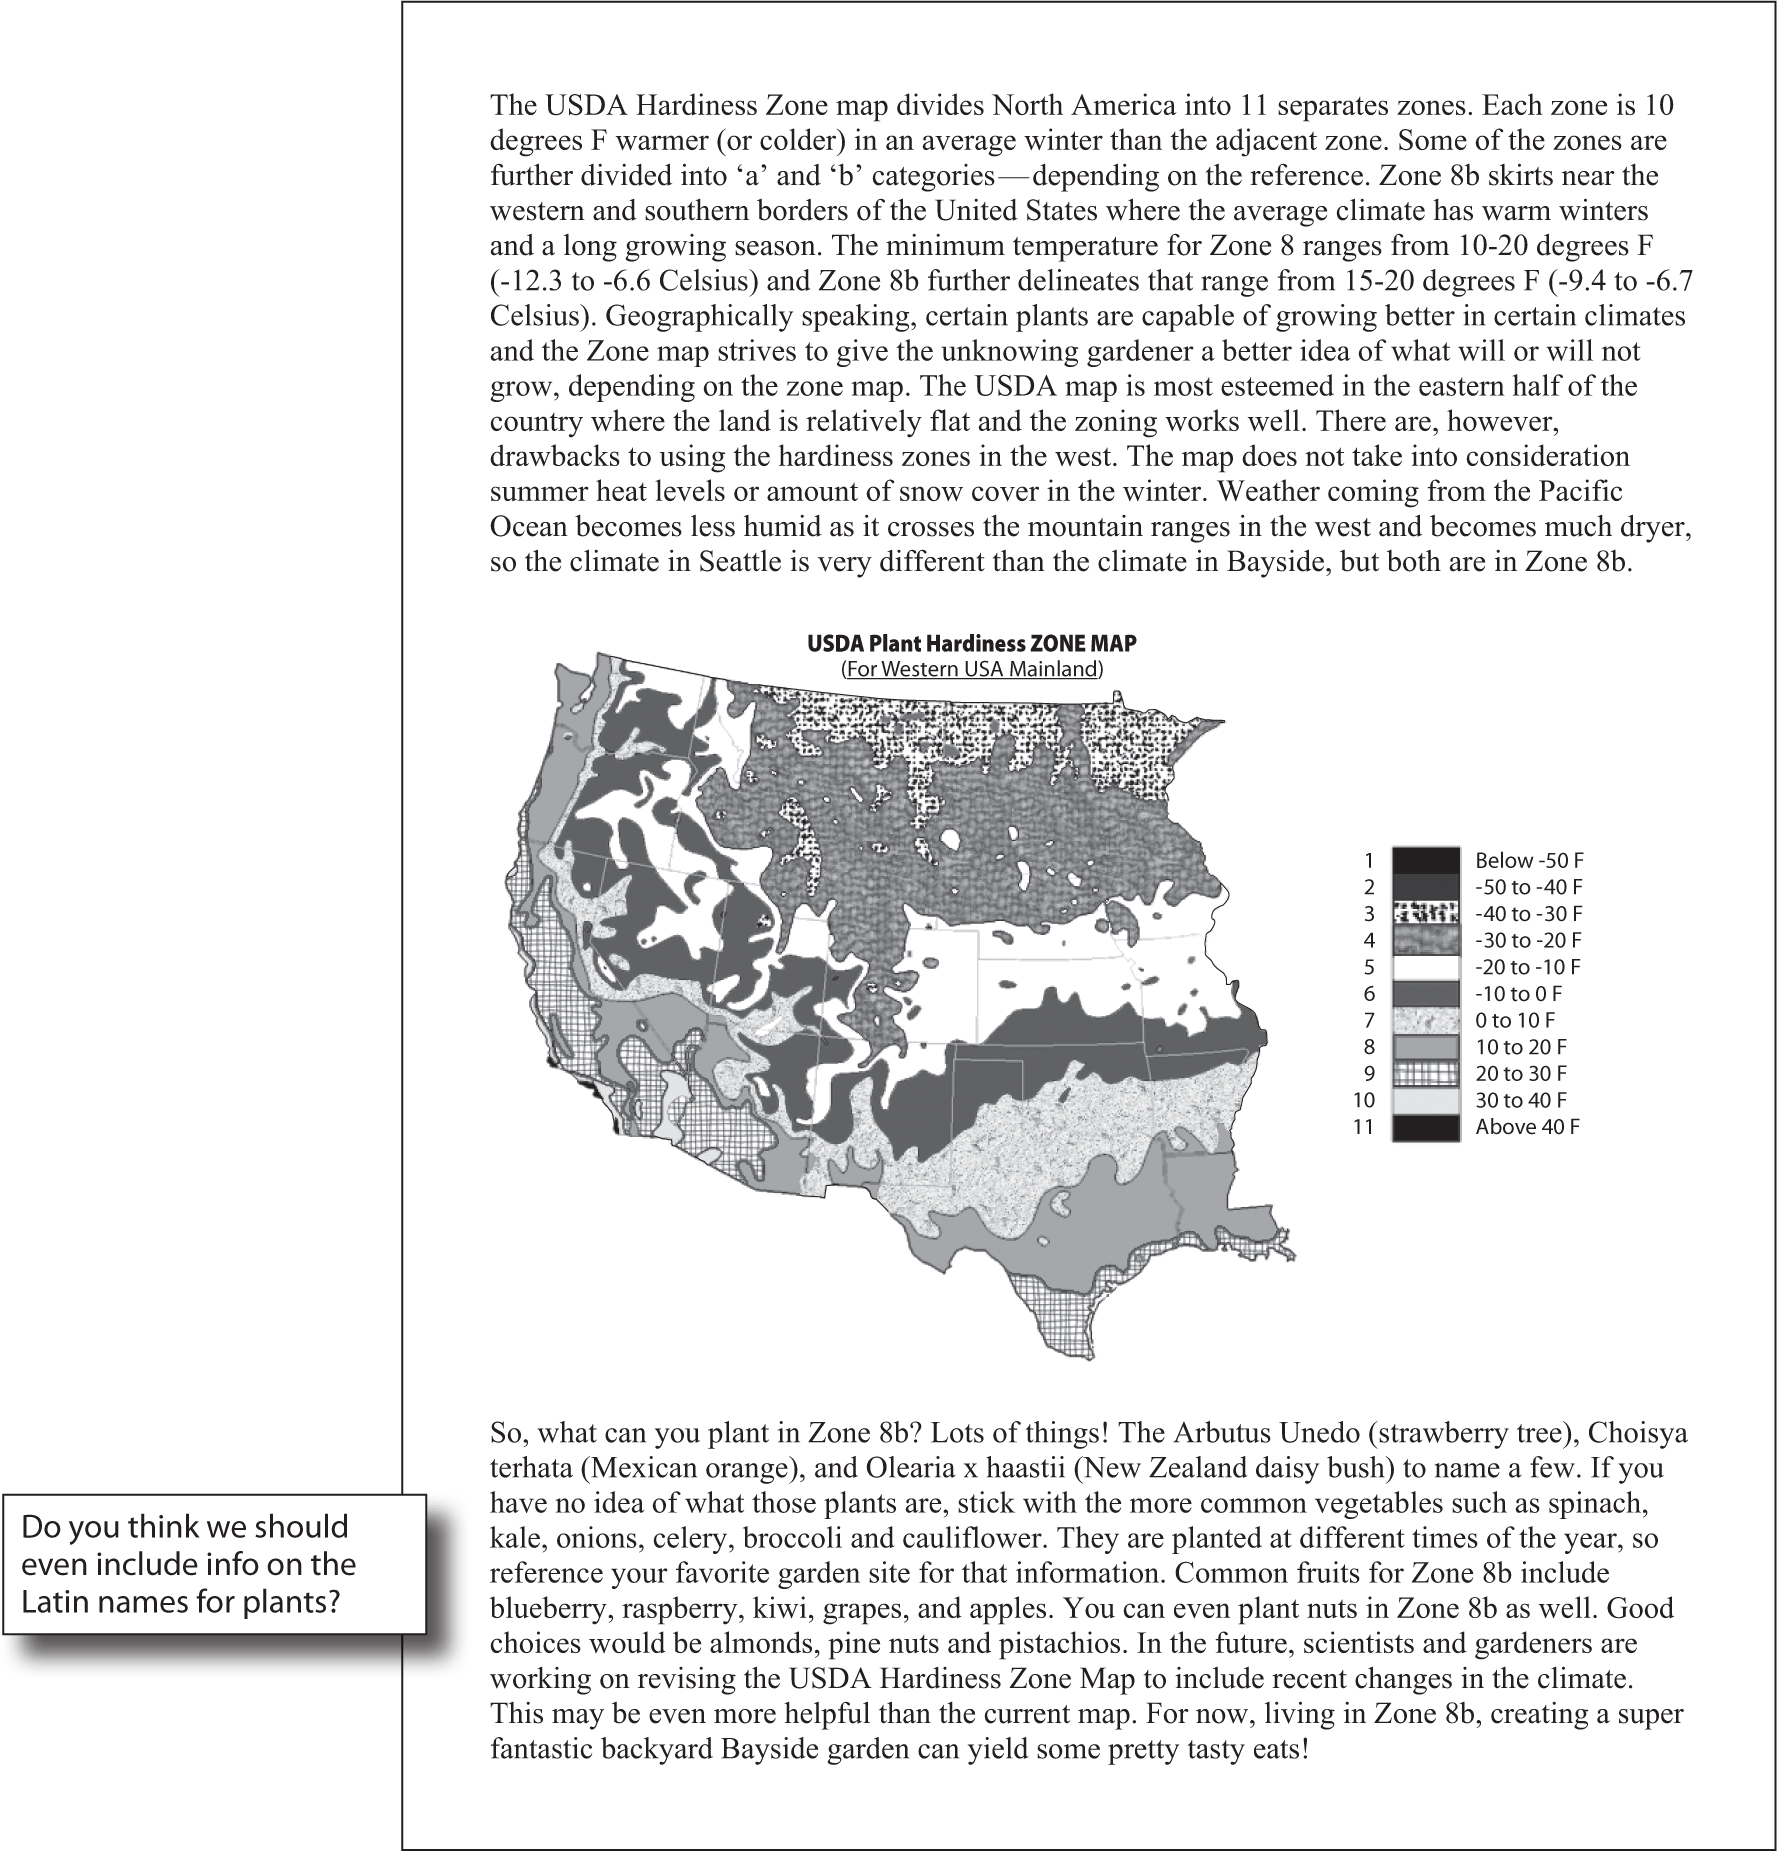 The USDA Hardiness Zone map divides North America into 11 separates zones. Each zone is 10
degrees F warmer (or colder) in an average winter than the adjacent zone. Some of the zones are
further divided into ‘a’ and ‘b’ categories—depending on the reference. Zone 8b skirts near the
western and southern borders of the United States where the average climate has warm winters
and a long growing season. The minimum temperature for Zone 8 ranges from 10-20 degrees F
(-12.3 to -6.6 Celsius) and Zone 8b further delineates that range from 15-20 degrees F (-9.4 to -6.7
Celsius). Geographically speaking, certain plants are capable of growing better in certain climates
and the Zone map strives to give the unknowing gardener a better idea of what will or will not
grow, depending on the zone map. The USDA map is most esteemed in the eastern half of the
country where the land is relatively flat and the zoning works well. There are, however,
drawbacks to using the hardiness zones in the west. The map does not take into consideration
summer heat levels or amount of snow cover in the winter. Weather coming from the Pacific
Ocean becomes less humid as it crosses the mountain ranges in the west and becomes much dryer,
so the climate in Seattle is very different than the climate in Bayside, but both are in Zone 8b.
USDA Plant Hardiness ZONE MAP
(For Western USA Mainland)
1 Below -50 F
2 -50 to -40 F
3 -40 to -30 F
4 -30 to -20 F
5 -20 to -10 F
6 -10 to 0 F
7 0 to 10 F
8 10 to 20 F
9 20 to 30 F
10 30 to 40 F
11 Above 40 F
So, what can you plant in Zone 8b? Lots of things! The Arbutus Unedo (strawberry tree), Choisya
terhata (Mexican orange), and Olearia x haastii (New Zealand daisy bush) to name a few. If you
have no idea of what those plants are, stick with the more common vegetables such as spinach,
kale, onions, celery, broccoli and cauliflower. They are planted at different times of the year, so
reference your favorite garden site for that information. Common fruits for Zone 8b include
blueberry, raspberry, kiwi, grapes, and apples. You can even plant nuts in Zone 8b as well. Good
choices would be almonds, pine nuts and pistachios. In the future, scientists and gardeners are
working on revising the USDA Hardiness Zone Map to include recent changes in the climate.
This may be even more helpful than the current map. For now, living in Zone 8b, creating a super
fantastic backyard Bayside garden can yield some pretty tasty eats!
Do you think we should
even include info on the
Latin names for plants?